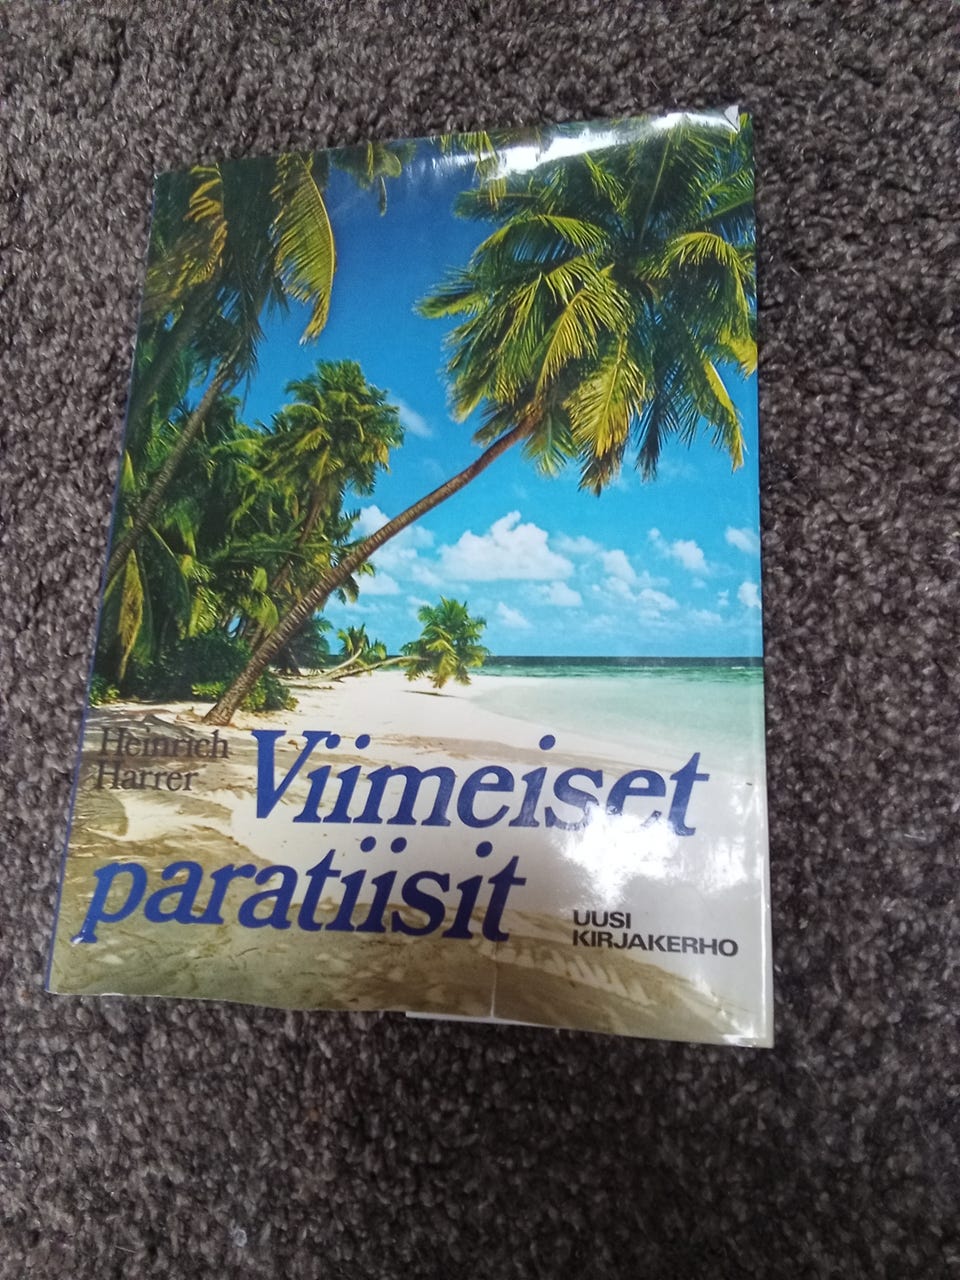 Heinrich
Harrer
Viimeiset
paratiisit
UUSI
KIRJAKERHO